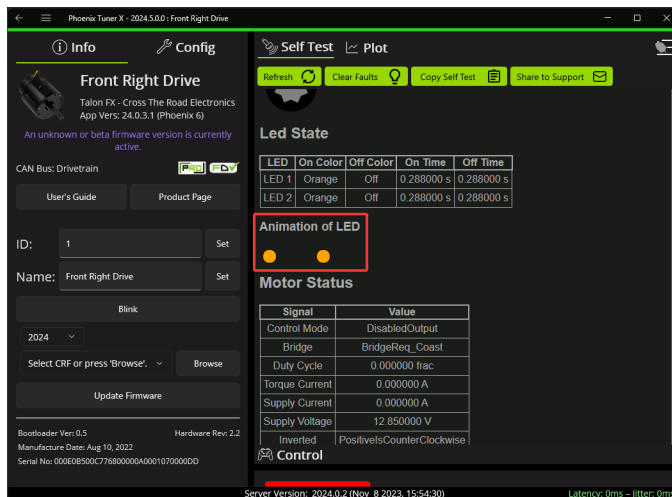 Phoenix Tuner X - 2024.5.0.0 : Front Right Drive
Info
Config
Front Right Drive
Talon FX - Cross The Road Electronics
App Vers: 24.0.3.1 (Phoenix 6)
An unknown or beta firmware version is currently
active.
CAN Bus: Drivetrain
PRO
FDV
User's Guide
Product Page
ID:
1
Set
Name:
Front Right Drive
Set
Blink
2024
Select CRF or press 'Browse'.
Browse
Update Firmware
Bootloader Ver: 0.5
Hardware Rev: 2.2
Manufacture Date: Aug 10, 2022
Serial No: 000E0B500C776800000A0001070000DD
Self Test
Plot
Refresh
Clear Faults
Copy Self Test
Share to Support
Led State
LED On Color Off Color On Time Off Time
LED 1 Orange Off 0.288000 s 0.288000 s
LED 2 Orange Off 0.288000 s 0.288000 s
Animation of LED
Motor Status
Signal Value
Control Mode DisabledOutput
Bridge BridgeReq_Coast
Duty Cycle 0.000000 frac
Torque Current 0.000000 A
Supply Current 0.000000 A
Supply Voltage 12.850000 V
Inverted PositiveIsCounterClockwise
Control
Server Version: 2024.0.2 (Nov 8 2023, 15:54:30)
Latency: 0ms – Jitter: 0ms